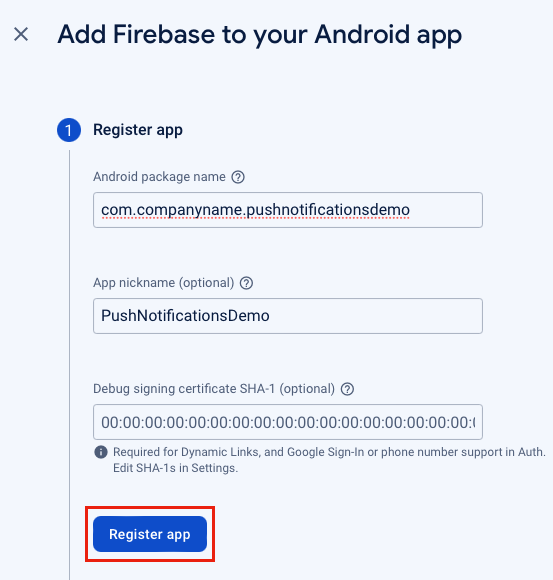 Add Firebase to your Android app
1
Register app
Android package name
com.companyname.pushnotificationsdemo
App nickname (optional)
PushNotificationsDemo
Debug signing certificate SHA-1 (optional)
00:00:00:00:00:00:00:00:00:00:00:00:00:00:00:00:00:
Required for Dynamic Links, and Google Sign-In or phone number support in Auth.
Edit SHA-1s in Settings.
Register app